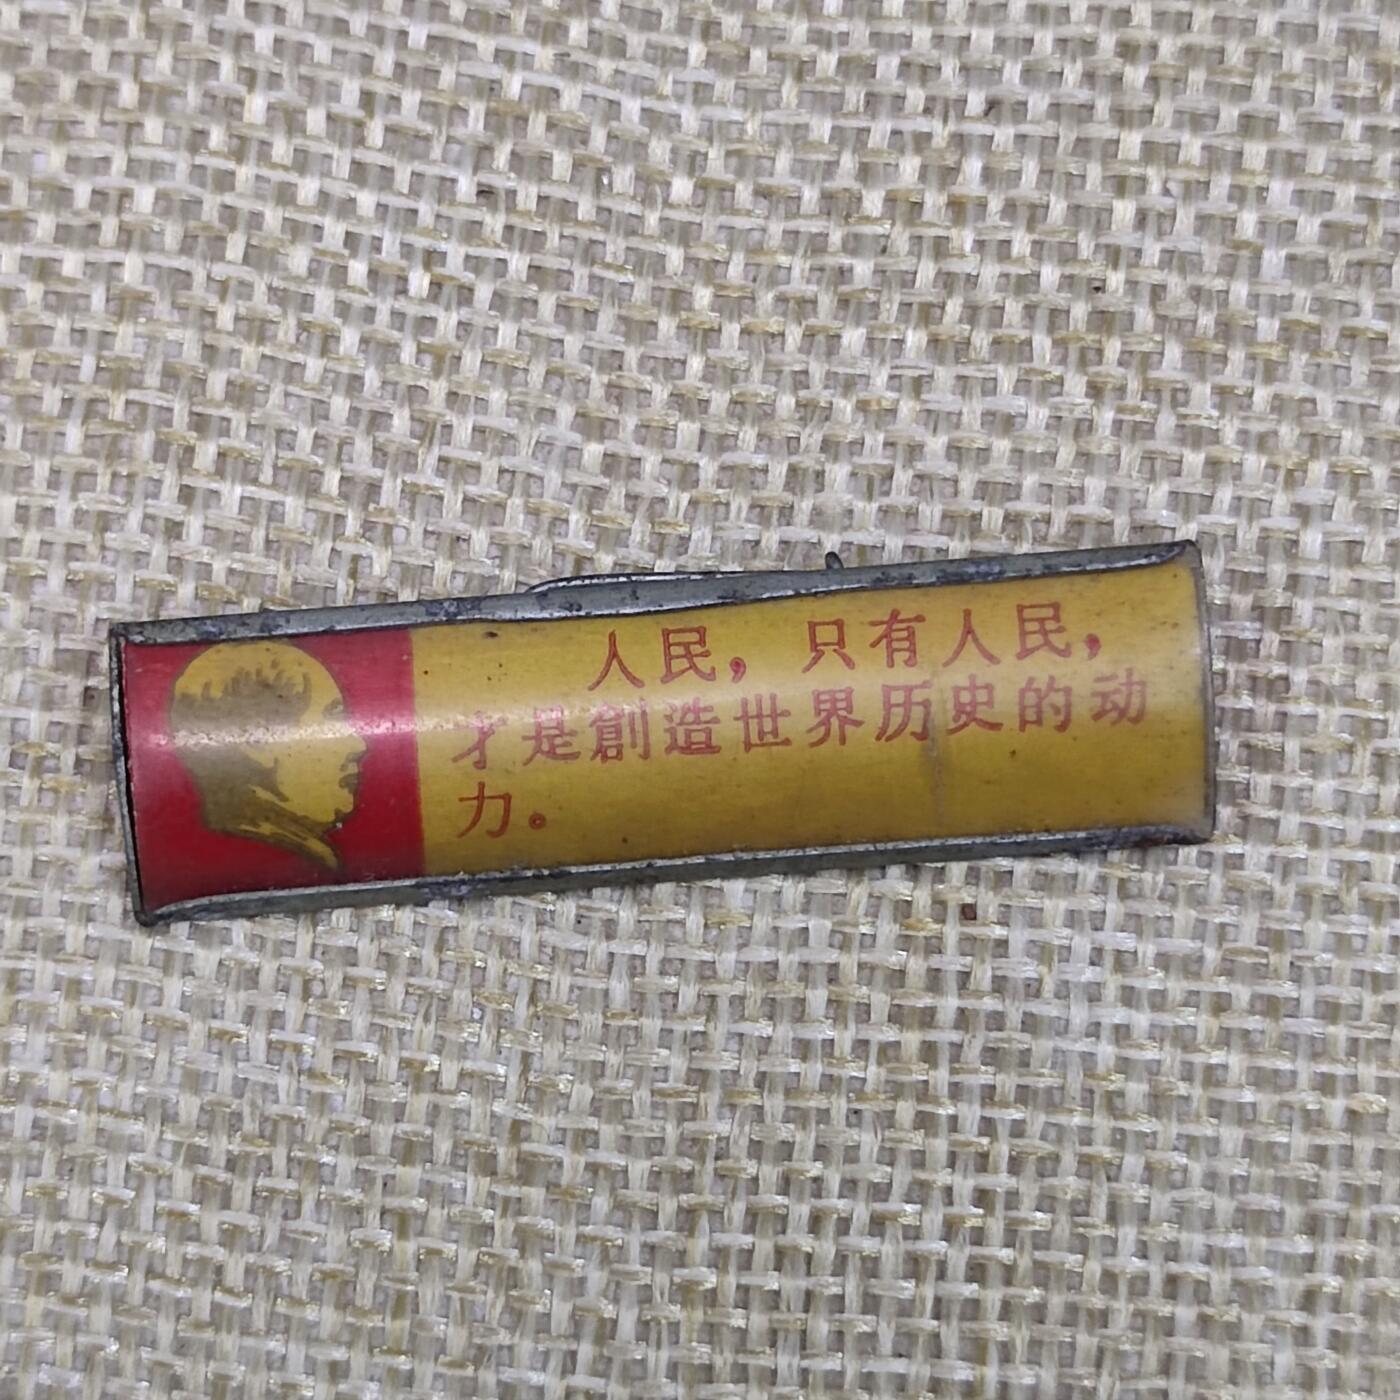 人民，只有人民，
才是創造世界历史的动
力。